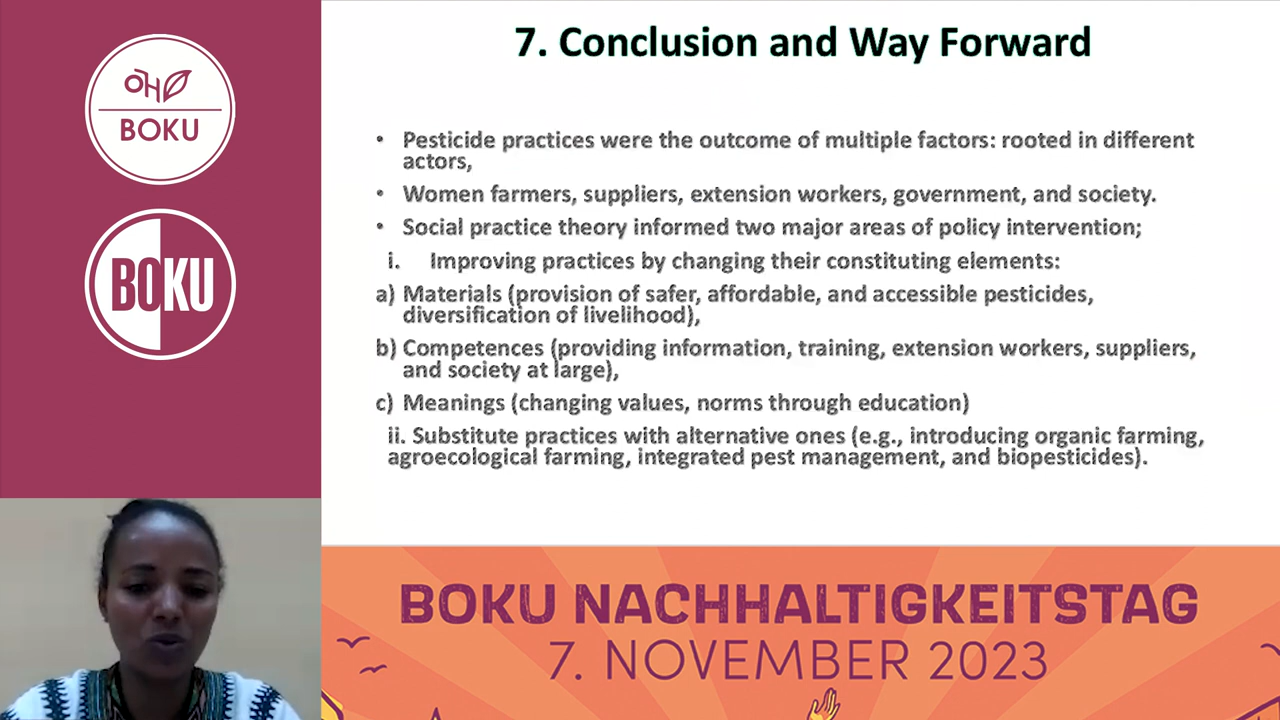 ÖH
BOKU
BOKU
7. Conclusion and Way Forward
• Pesticide practices were the outcome of multiple factors: rooted in different
actors,
• Women farmers, suppliers, extension workers, government, and society.
• Social practice theory informed two major areas of policy intervention;
i. Improving practices by changing their constituting elements:
a) Materials (provision of safer, affordable, and accessible pesticides,
diversification of livelihood),
b) Competences (providing information, training, extension workers, suppliers,
and society at large),
c) Meanings (changing values, norms through education)
ii. Substitute practices with alternative ones (e.g., introducing organic farming,
agroecological farming, integrated pest management, and biopesticides).
BOKU NACHHALTIGKEITSTAG
7. NOVEMBER 2023